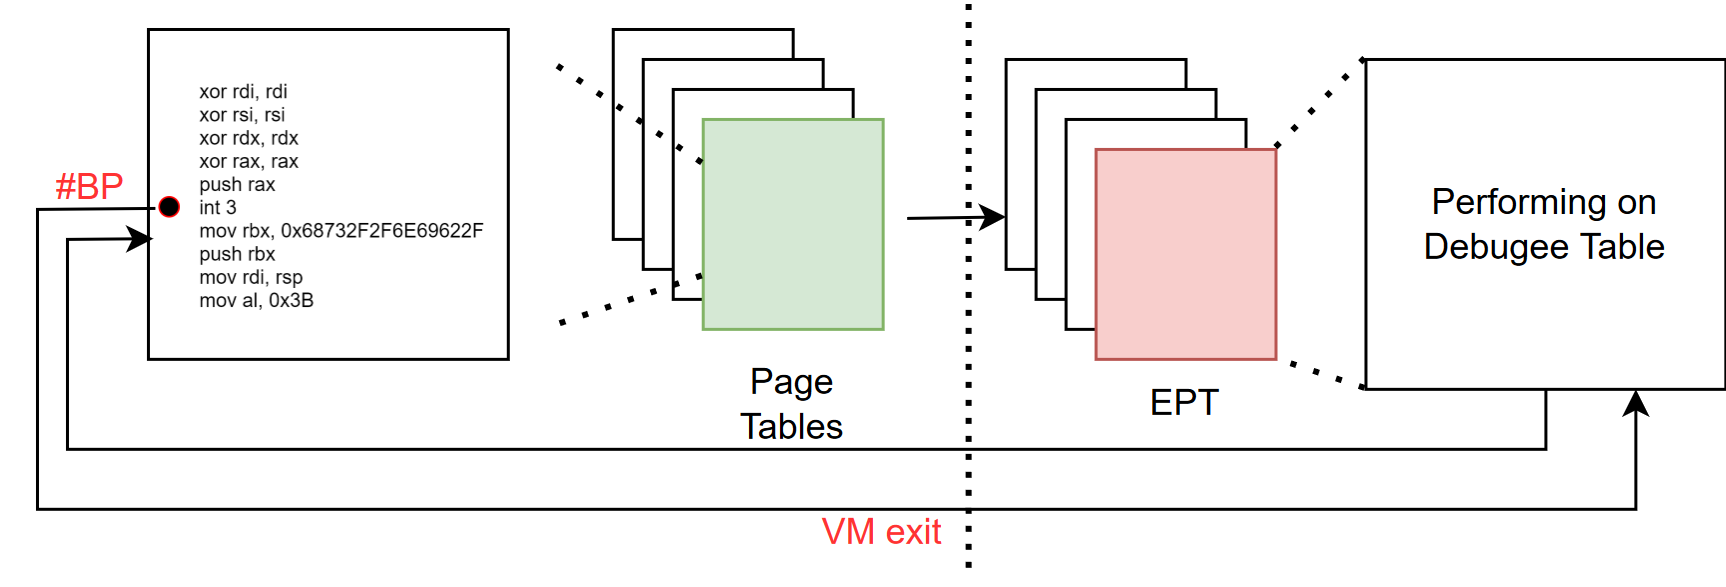 xor rdi, rdi
xor rsi, rsi
xor rdx, rdx
xor rax, rax
push rax
int 3
mov rbx, 0x68732F2F6E69622F
push rbx
mov rdi, rsp
mov al, 0x3B
#BP
Page
Tables
EPT
Performing on
Debugee Table
VM exit